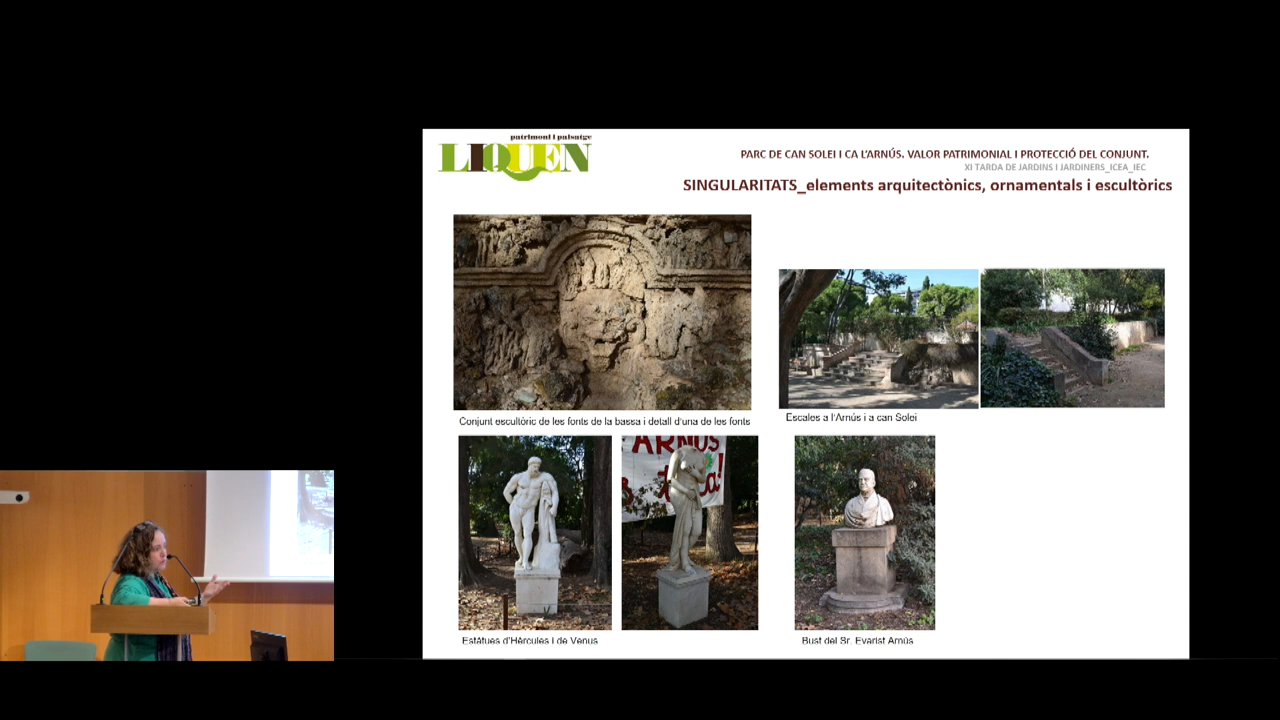 patrimoni i paisatge
LIQUEN
PARC DE CAN SOLEI I CA L'ARNÚS. VALOR PATRIMONIAL I PROTECCIÓ DEL CONJUNT.
XI TARDA DE JARDINS I JARDINERS_ICEA_IEC
SINGULARITATS_elements arquitectònics, ornamentals i escultòrics
Conjunt escultòric de les fonts de la bassa i detall d'una de les fonts
Escales a l'Arnús i a can Solei
ARNÚS
Estàtues d'Hèrcules i de Venus
Bust del Sr. Evarist Arnús